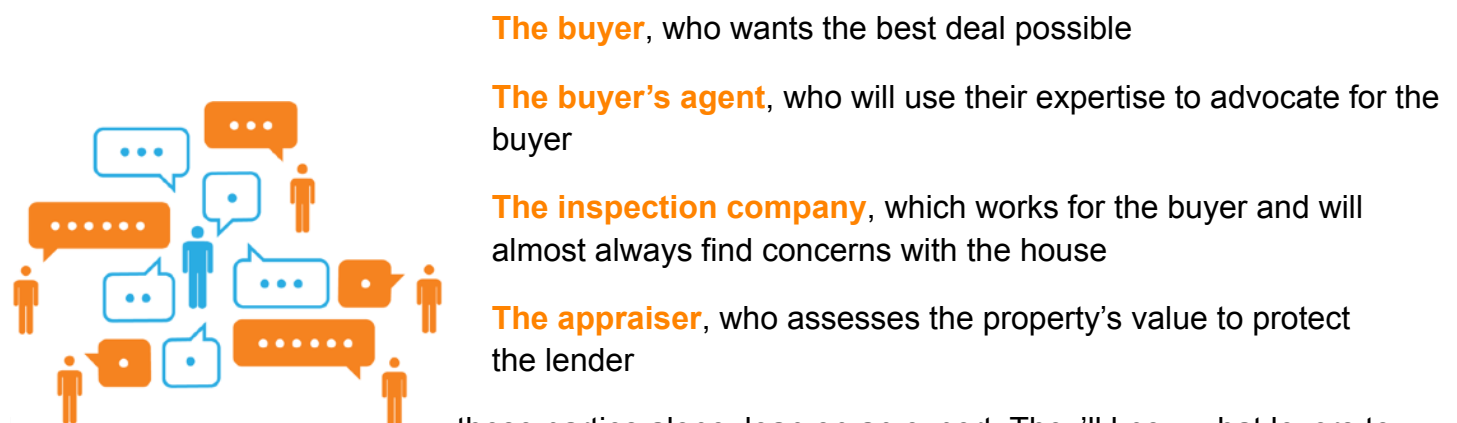 The buyer, who wants the best deal possible
The buyer’s agent, who will use their expertise to advocate for the
buyer
The inspection company, which works for the buyer and will
almost always find concerns with the house
The appraiser, who assesses the property’s value to protect
the lender